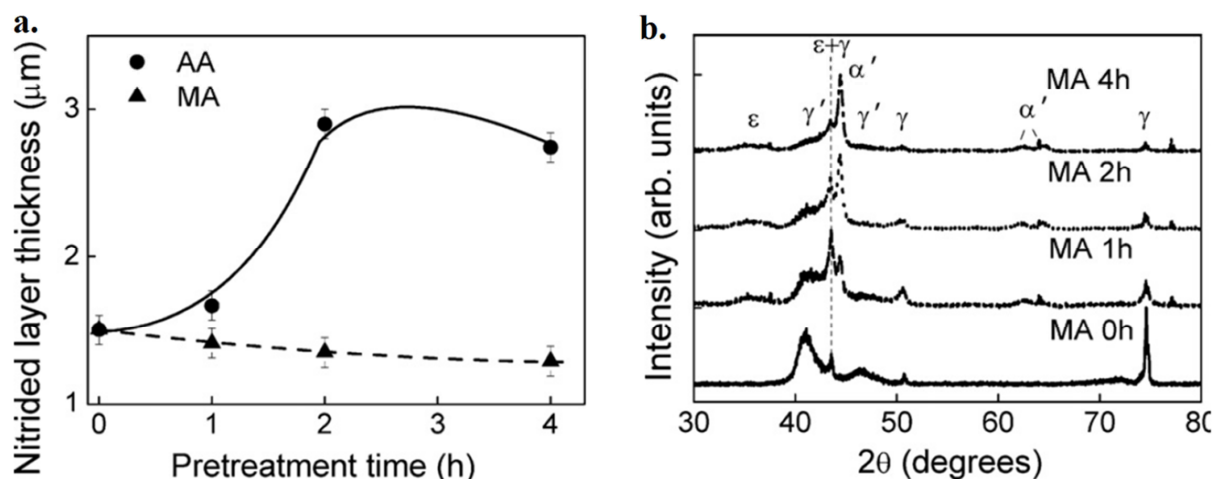 a.
AA
MA
Nitrided layer thickness (μm)
3
2
1
0 1 2 3 4
Pretreatment time (h)
b.
ε+γ
α′
MA 4h
ε γ′ γ′ γ α′ γ
MA 2h
MA 1h
MA 0h
Intensity (arb. units)
30 40 50 60 70 80
2θ (degrees)